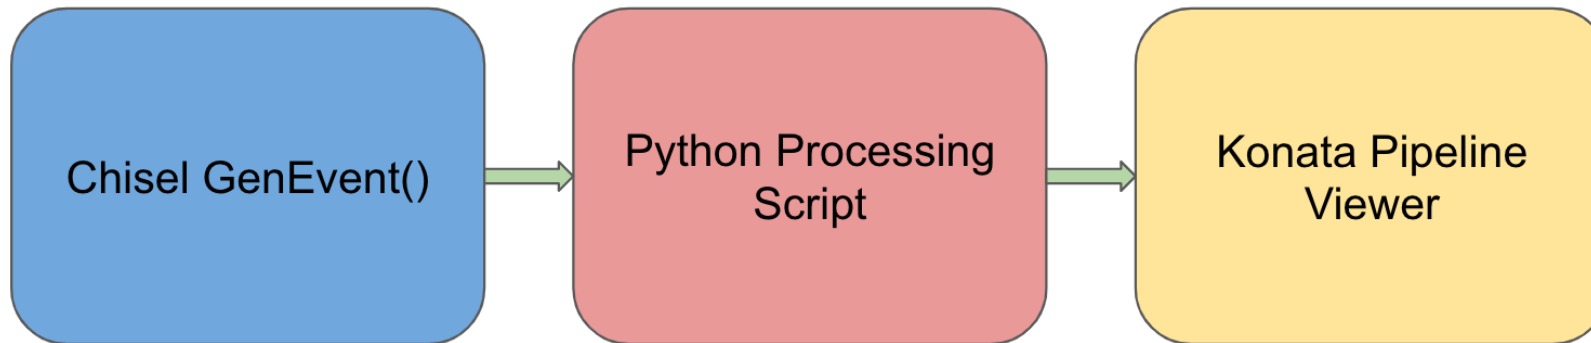 Chisel GenEvent()
Python Processing
Script
Konata Pipeline
Viewer